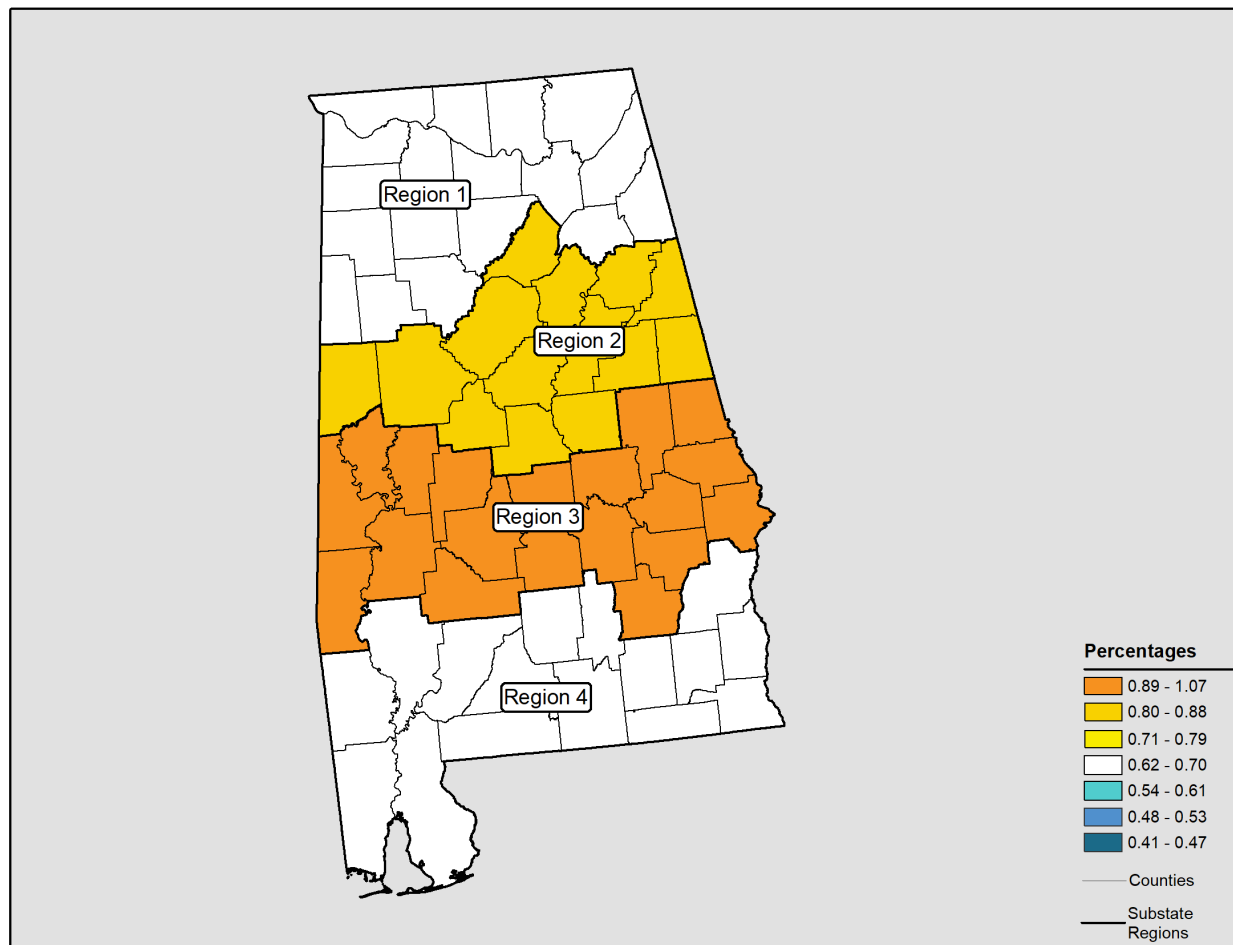 Region 1
Region 2
Region 3
Region 4
Percentages
0.89 - 1.07
0.80 - 0.88
0.71 - 0.79
0.62 - 0.70
0.54 - 0.61
0.48 - 0.53
0.41 - 0.47
Counties
Substate
Regions